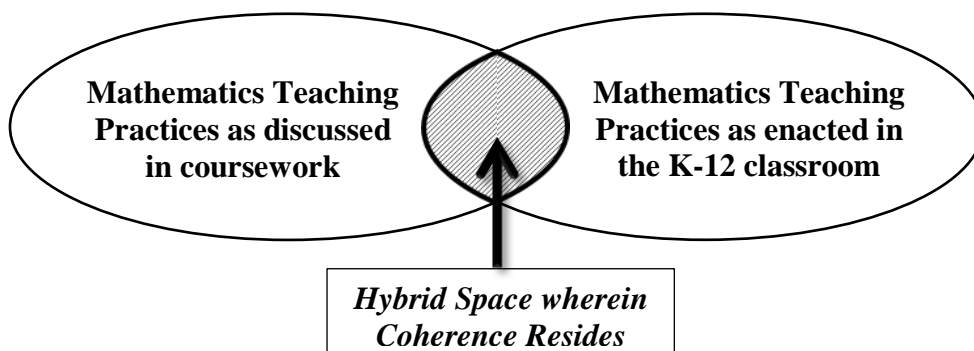 Mathematics Teaching
Practices as discussed
in coursework
Mathematics Teaching
Practices as enacted in
the K-12 classroom
Hybrid Space wherein
Coherence Resides